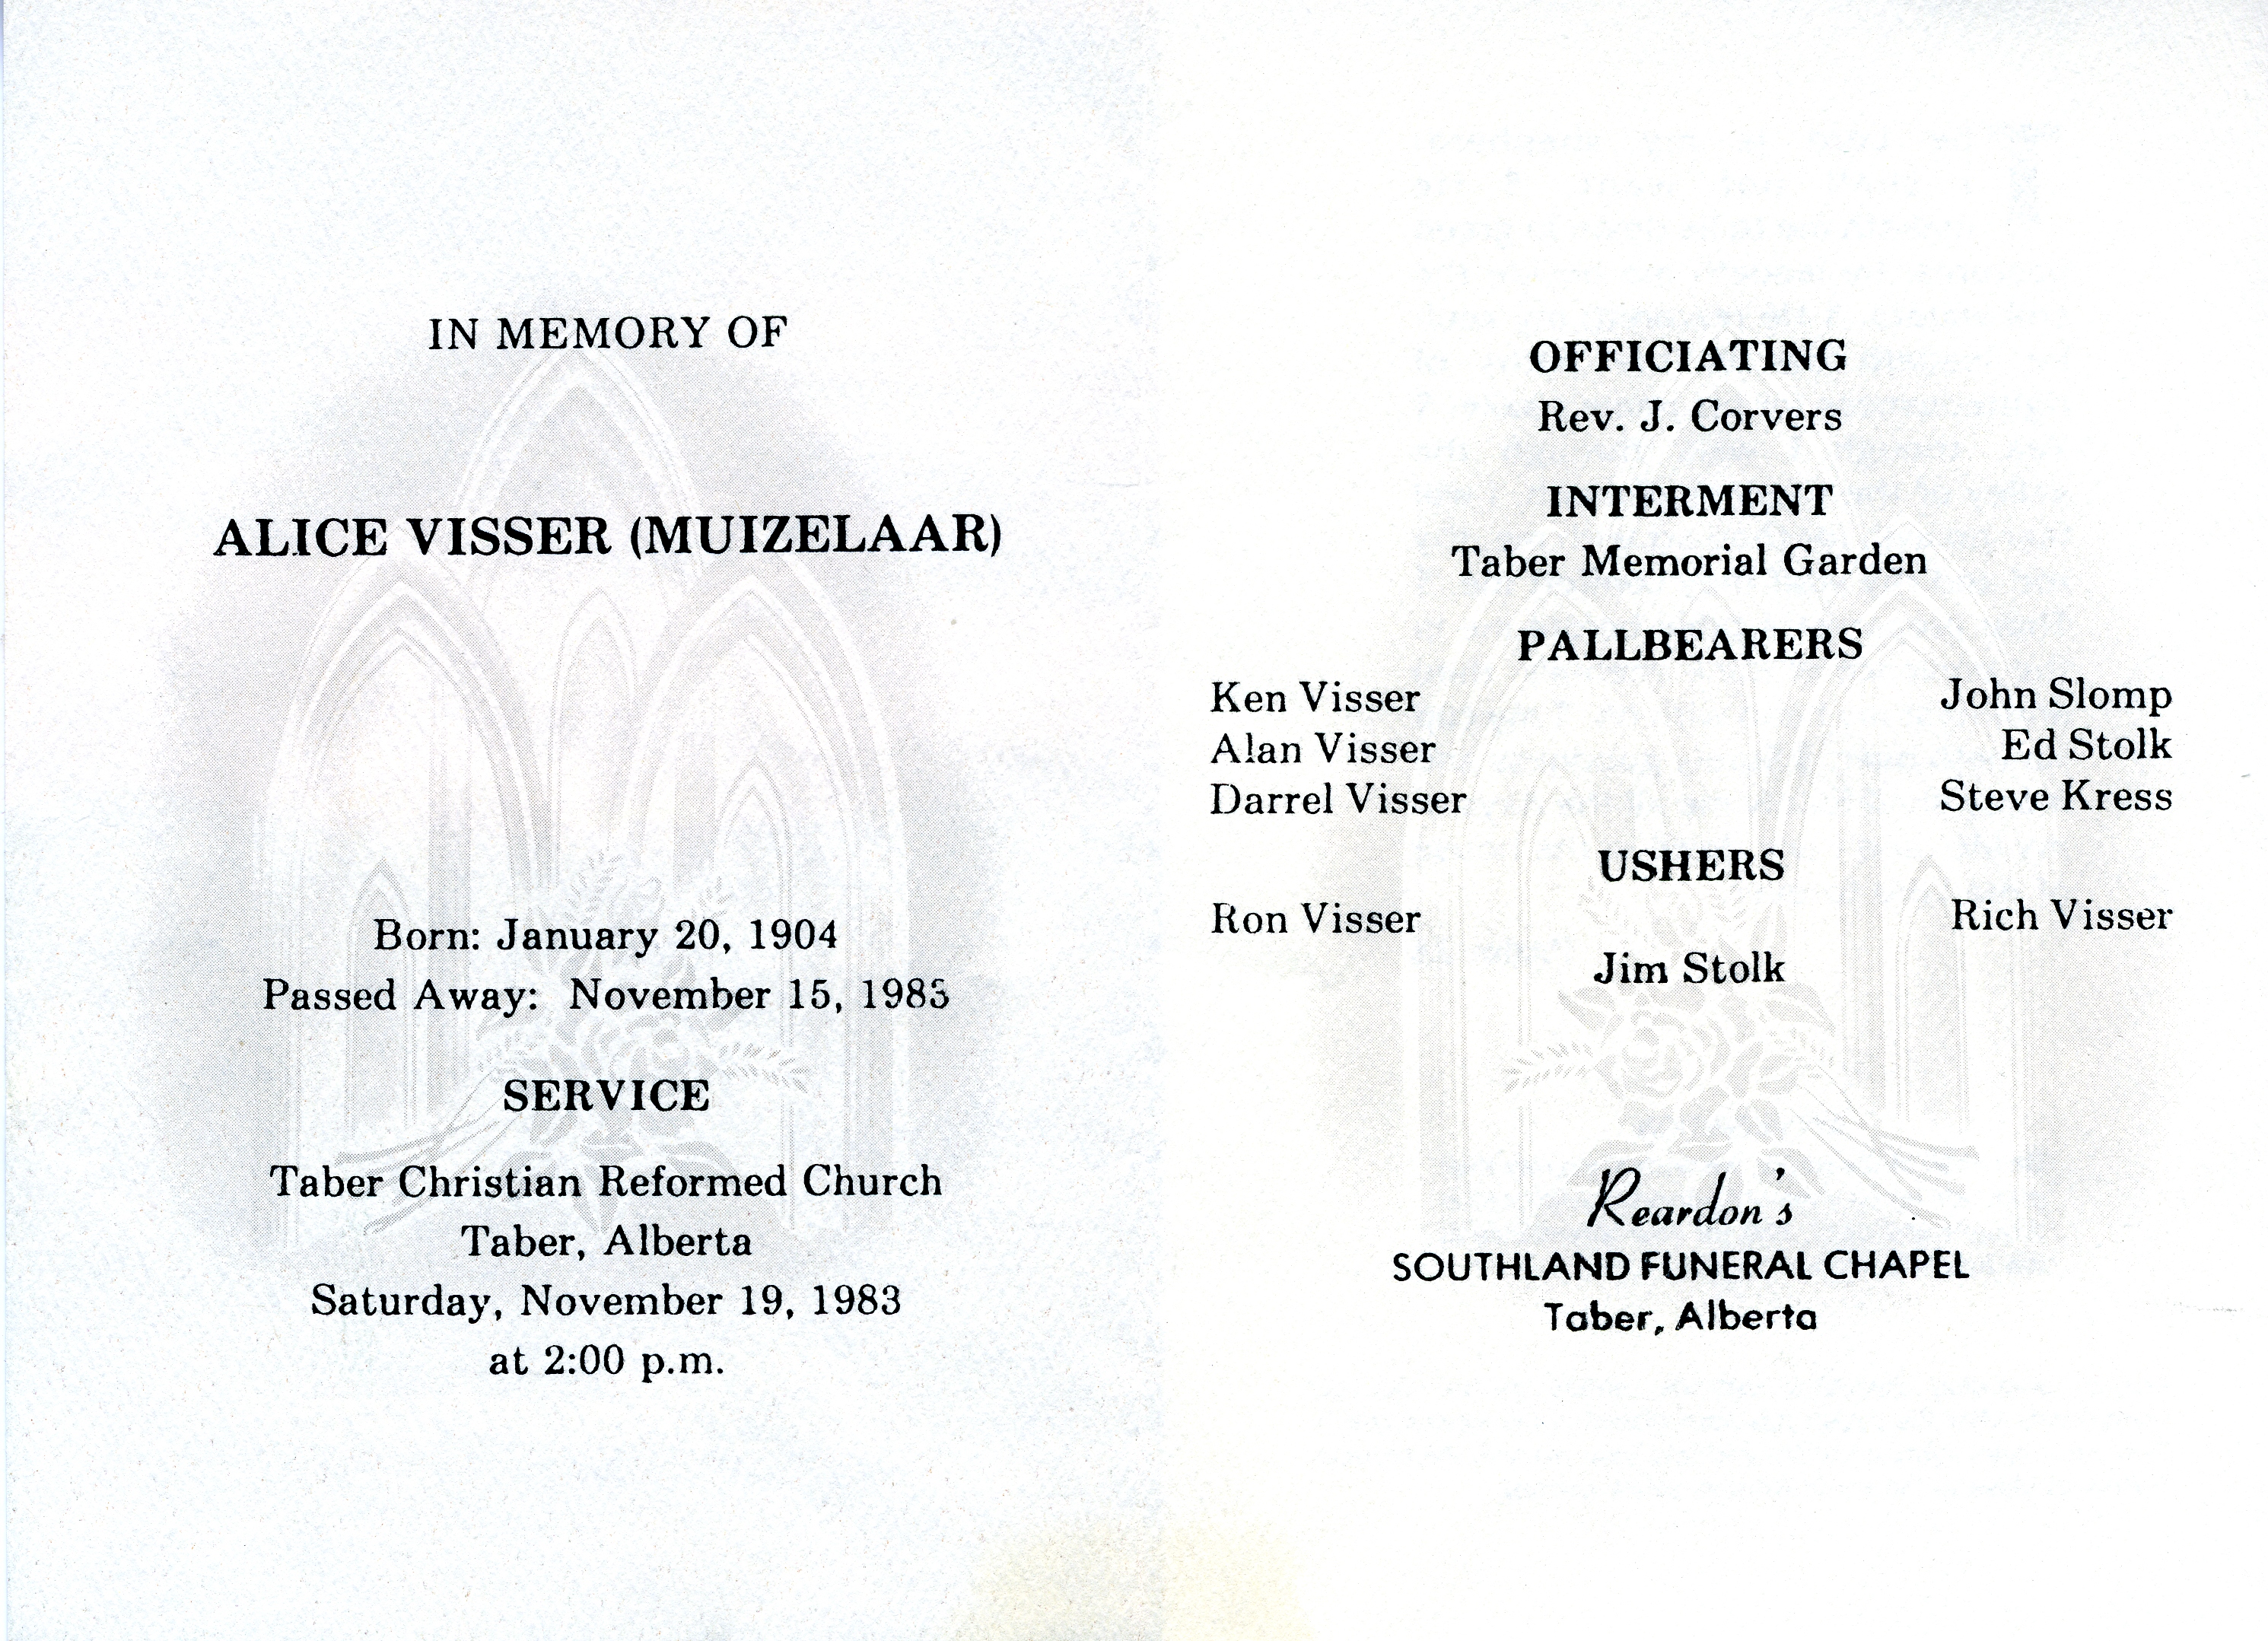 IN MEMORY OF
ALICE VISSER (MUIZELAAR)
Born: January 20, 1904
Passed Away: November 15, 1983
SERVICE
Taber Christian Reformed Church
Taber, Alberta
Saturday, November 19, 1983
at 2:00 p.m.
OFFICIATING
Rev. J. Corvers
INTERMENT
Taber Memorial Garden
PALLBEARERS
Ken Visser John Slomp
Alan Visser Ed Stolk
Darrel Visser Steve Kress
USHERS
Ron Visser Rich Visser
Jim Stolk
Reardon's
SOUTHLAND FUNERAL CHAPEL
Taber, Alberta